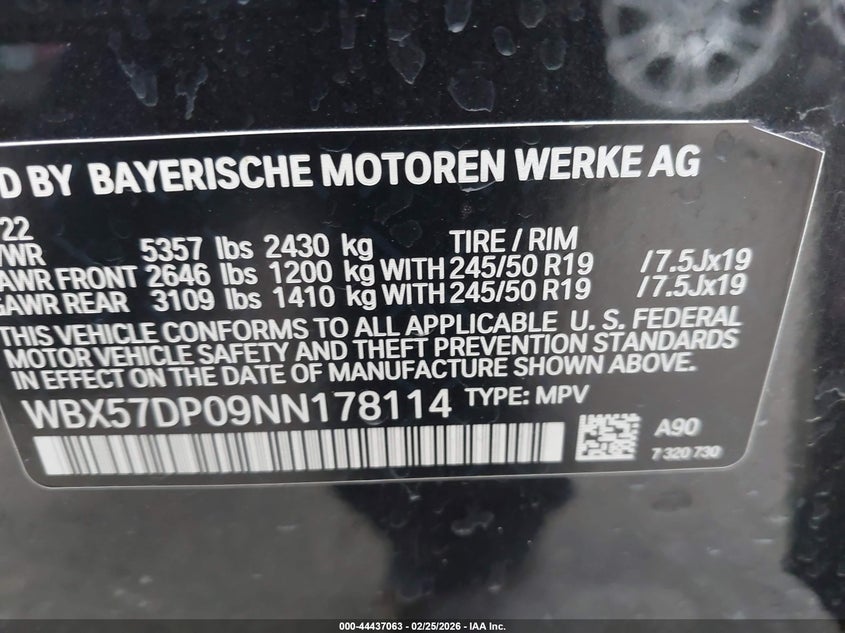 D BY BAYERISCHE MOTOREN WERKE AG
22
VWR 5357 lbs 2430 kg TIRE / RIM
AWR FRONT 2646 lbs 1200 kg WITH 245/50 R19 /7.5Jx19
GAWR REAR 3109 lbs 1410 kg WITH 245/50 R19 /7.5Jx19
THIS VEHICLE CONFORMS TO ALL APPLICABLE U. S. FEDERAL
MOTOR VEHICLE SAFETY AND THEFT PREVENTION STANDARDS
IN EFFECT ON THE DATE OF MANUFACTURE SHOWN ABOVE.
WBX57DP09NN178114 TYPE: MPV
A90
7 320 730
000-44437063 - 02/25/2026 - IAA Inc.